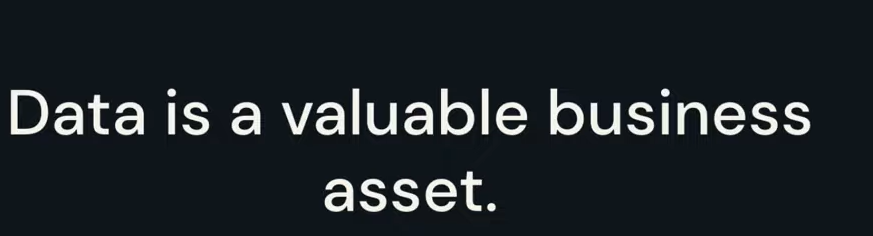 Data is a valuable business
asset.